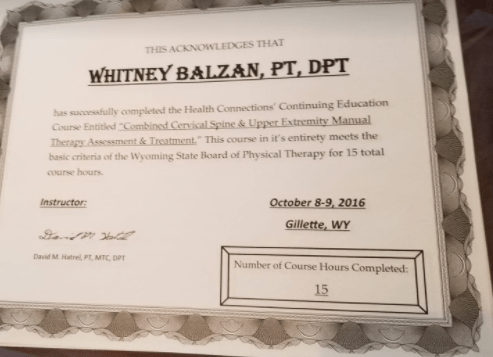 THIS ACKNOWLEDGES THAT
WHITNEY BALZAN, PT, DPT
has successfully completed the Health Connections' Continuing Education
Course Entitled "Combined Cervical Spine & Upper Extremity Manual
Therapy Assessment & Treatment." This course in it's entirety meets the
basic criteria of the Wyoming State Board of Physical Therapy for 15 total
course hours.
Instructor:
October 8-9, 2016
Gillette, WY
David M. Hatrel, PT, MTC, DPT
Number of Course Hours Completed:
15